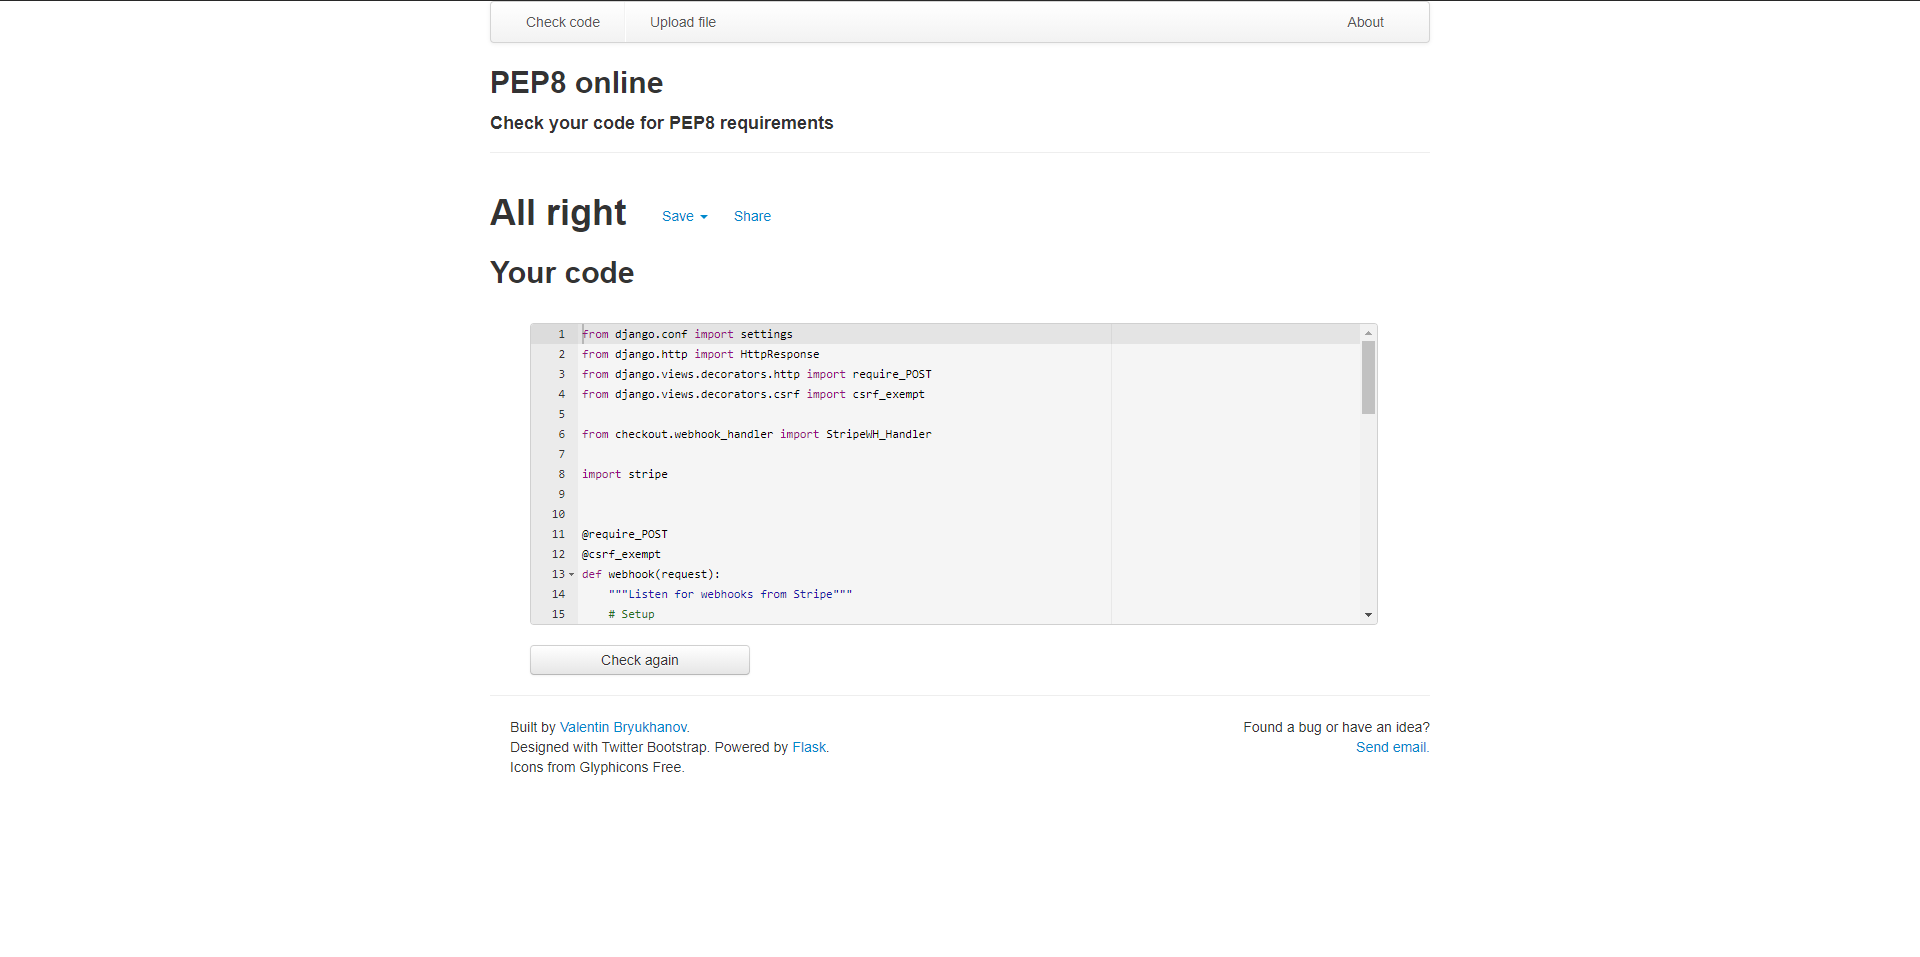 Check code Upload file About
PEP8 online
Check your code for PEP8 requirements
All right Save Share
Your code
1 from django.conf import settings
2 from django.http import HttpResponse
3 from django.views.decorators.http import require_POST
4 from django.views.decorators.csrf import csrf_exempt
5
6 from checkout.webhook_handler import StripeWH_Handler
7
8 import stripe
9
10
11 @require_POST
12 @csrf_exempt
13 def webhook(request):
14     """Listen for webhooks from Stripe"""
15     # Setup
Check again
Built by Valentin Bryukhanov.
Designed with Twitter Bootstrap. Powered by Flask.
Icons from Glyphicons Free.
Found a bug or have an idea?
Send email.